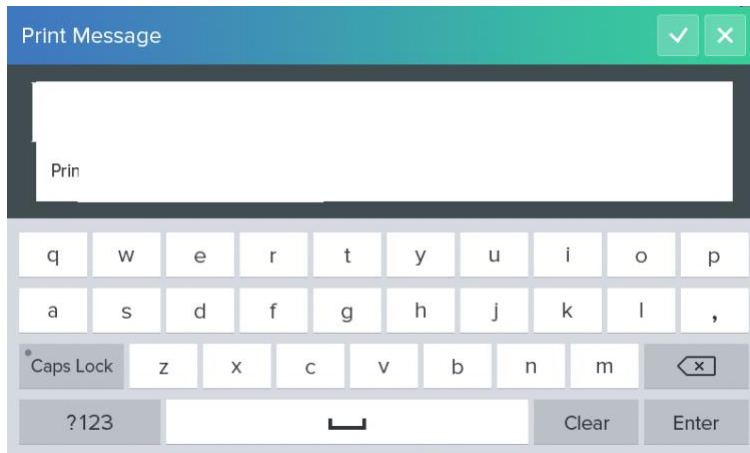 Print Message
Prin
q w e r t y u i o p
a s d f g h j k l ,
Caps Lock z x c v b n m
?123 Clear Enter